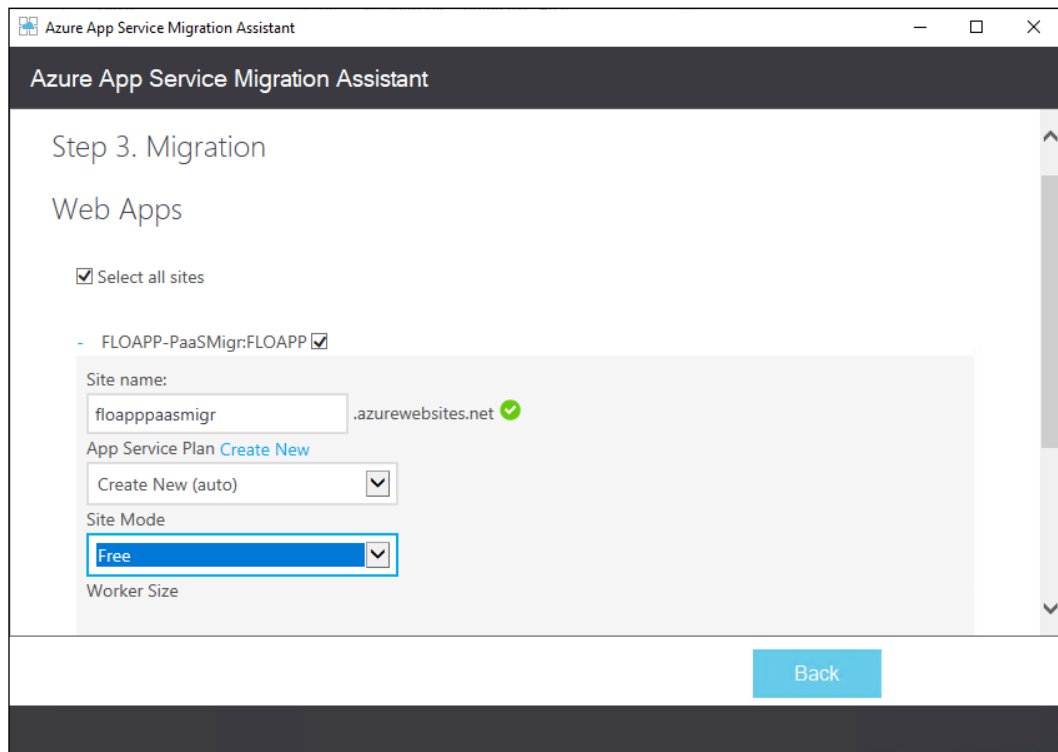 Azure App Service Migration Assistant
Azure App Service Migration Assistant
Step 3. Migration
Web Apps
Select all sites
- FLOAPP-PaaSMigr:FLOAPP
Site name:
floapppaasmigr .azurewebsites.net
App Service Plan Create New
Create New (auto)
Site Mode
Free
Worker Size
Back